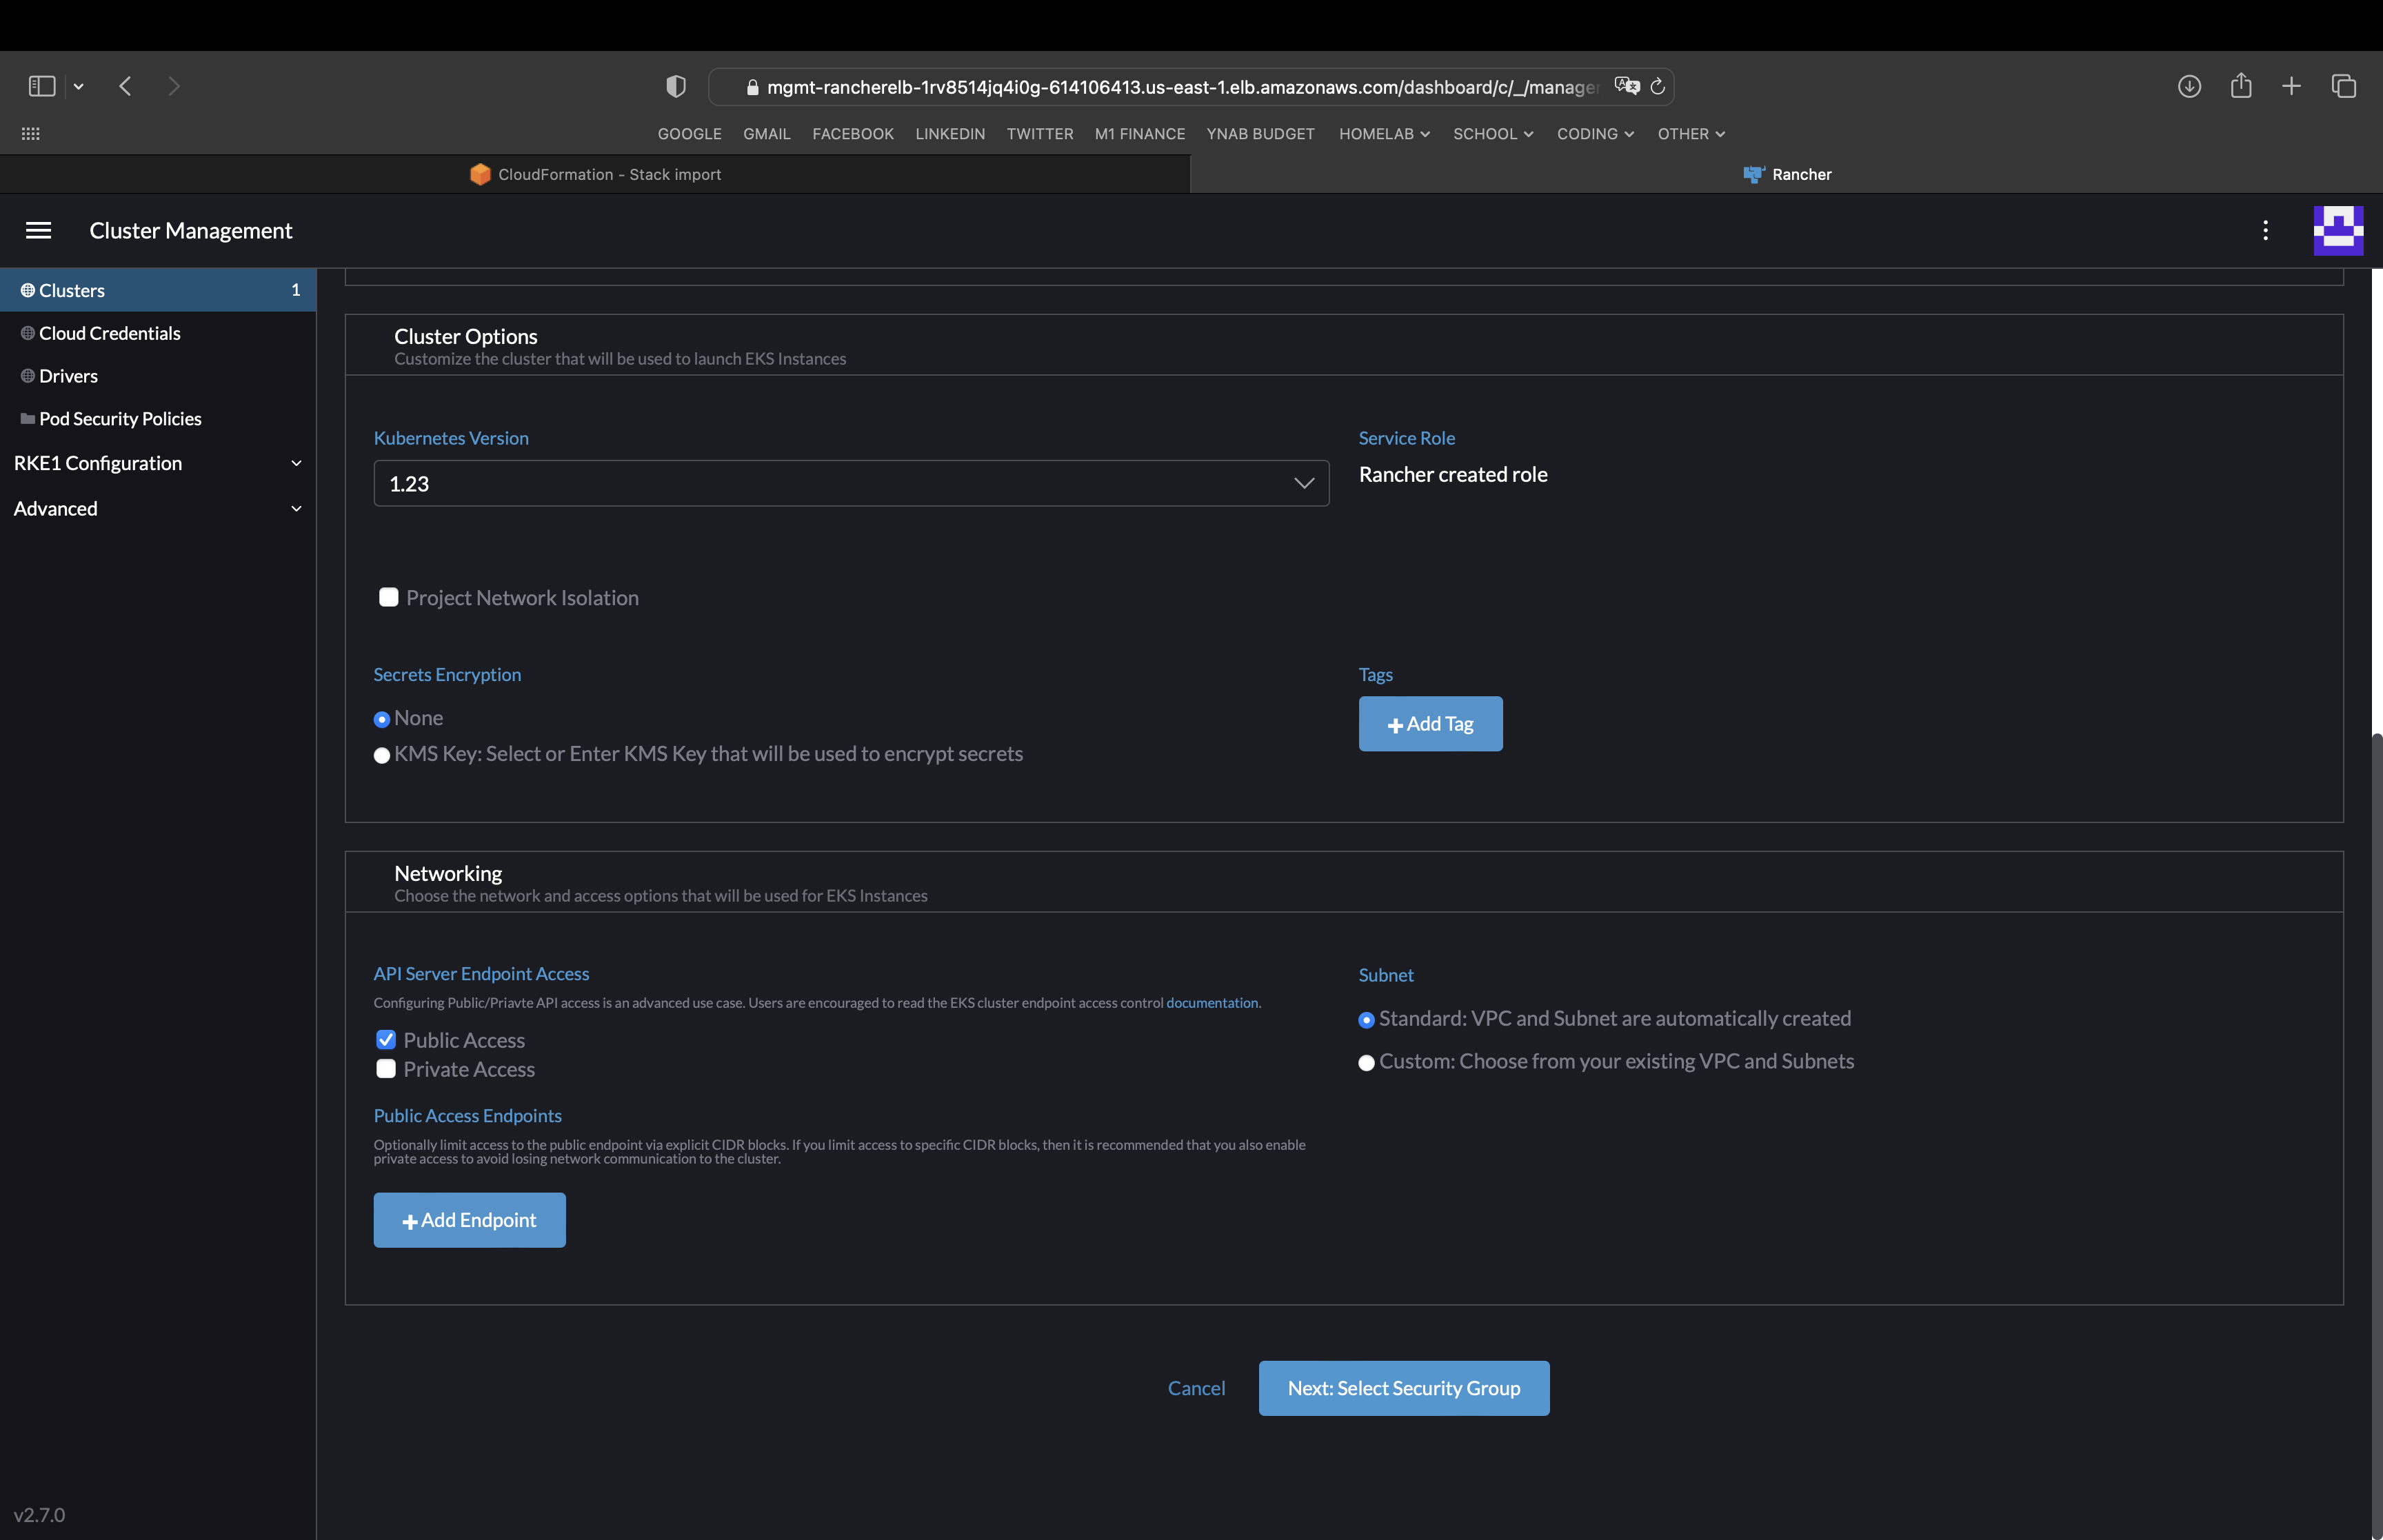 mgmt-rancherelb-1rv8514jq4i0g-614106413.us-east-1.elb.amazonaws.com/dashboard/c/_/manager
GOOGLE GMAIL FACEBOOK LINKEDIN TWITTER M1 FINANCE YNAB BUDGET HOMELAB SCHOOL CODING OTHER
CloudFormation - Stack import
Rancher
Cluster Management
Clusters 1
Cloud Credentials
Drivers
Pod Security Policies
RKE1 Configuration
Advanced
v2.7.0
Cluster Options
Customize the cluster that will be used to launch EKS Instances
Kubernetes Version
1.23
Service Role
Rancher created role
Project Network Isolation
Secrets Encryption
None
KMS Key: Select or Enter KMS Key that will be used to encrypt secrets
Tags
+ Add Tag
Networking
Choose the network and access options that will be used for EKS Instances
API Server Endpoint Access
Configuring Public/Priavte API access is an advanced use case. Users are encouraged to read the EKS cluster endpoint access control documentation.
Public Access
Private Access
Public Access Endpoints
Optionally limit access to the public endpoint via explicit CIDR blocks. If you limit access to specific CIDR blocks, then it is recommended that you also enable
private access to avoid losing network communication to the cluster.
+ Add Endpoint
Subnet
Standard: VPC and Subnet are automatically created
Custom: Choose from your existing VPC and Subnets
Cancel
Next: Select Security Group